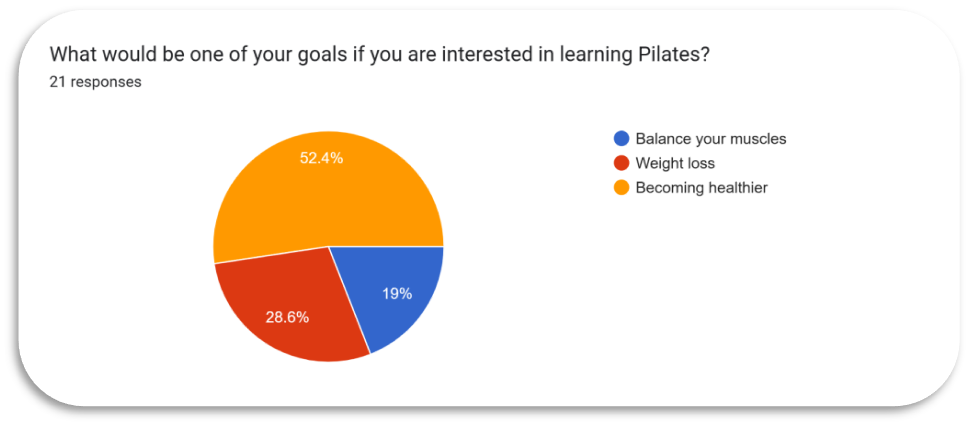 What would be one of your goals if you are interested in learning Pilates?
21 responses
52.4%
19%
28.6%
Balance your muscles
Weight loss
Becoming healthier